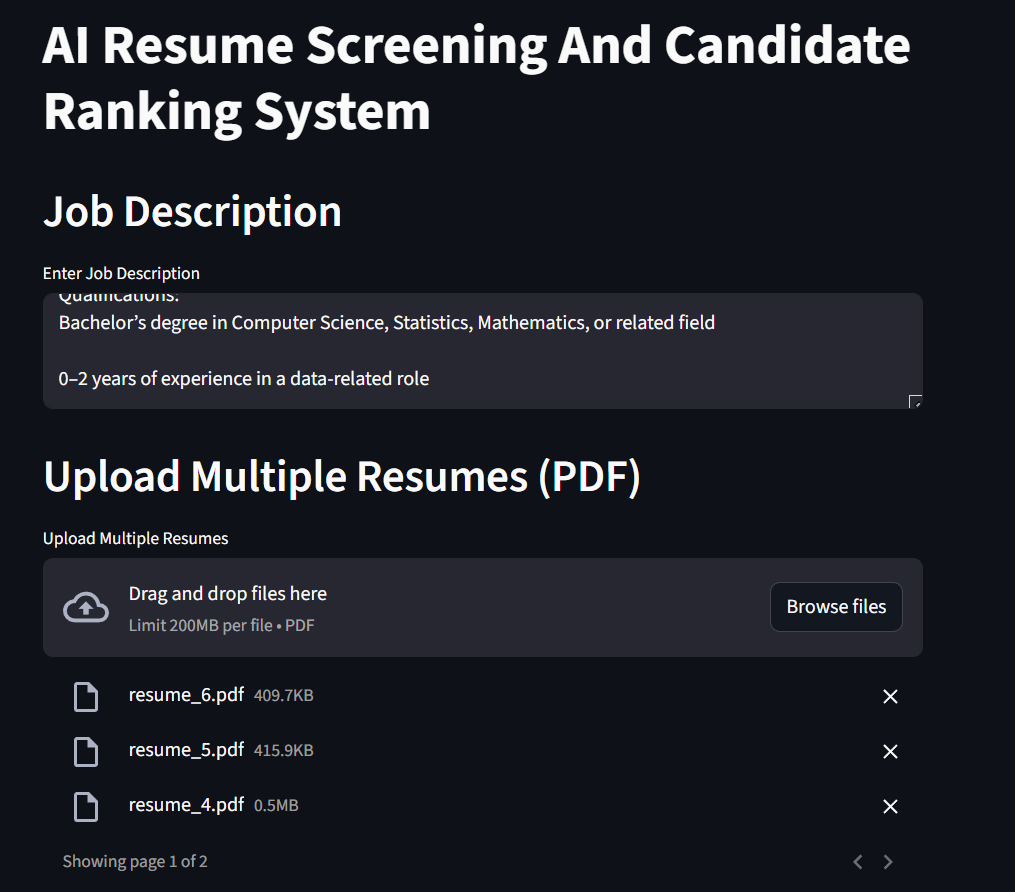 AI Resume Screening And Candidate
Ranking System
Job Description
Enter Job Description
Qualifications:
Bachelor’s degree in Computer Science, Statistics, Mathematics, or related field
0–2 years of experience in a data-related role
Upload Multiple Resumes (PDF)
Upload Multiple Resumes
Drag and drop files here
Limit 200MB per file • PDF
Browse files
resume_6.pdf 409.7KB
resume_5.pdf 415.9KB
resume_4.pdf 0.5MB
Showing page 1 of 2